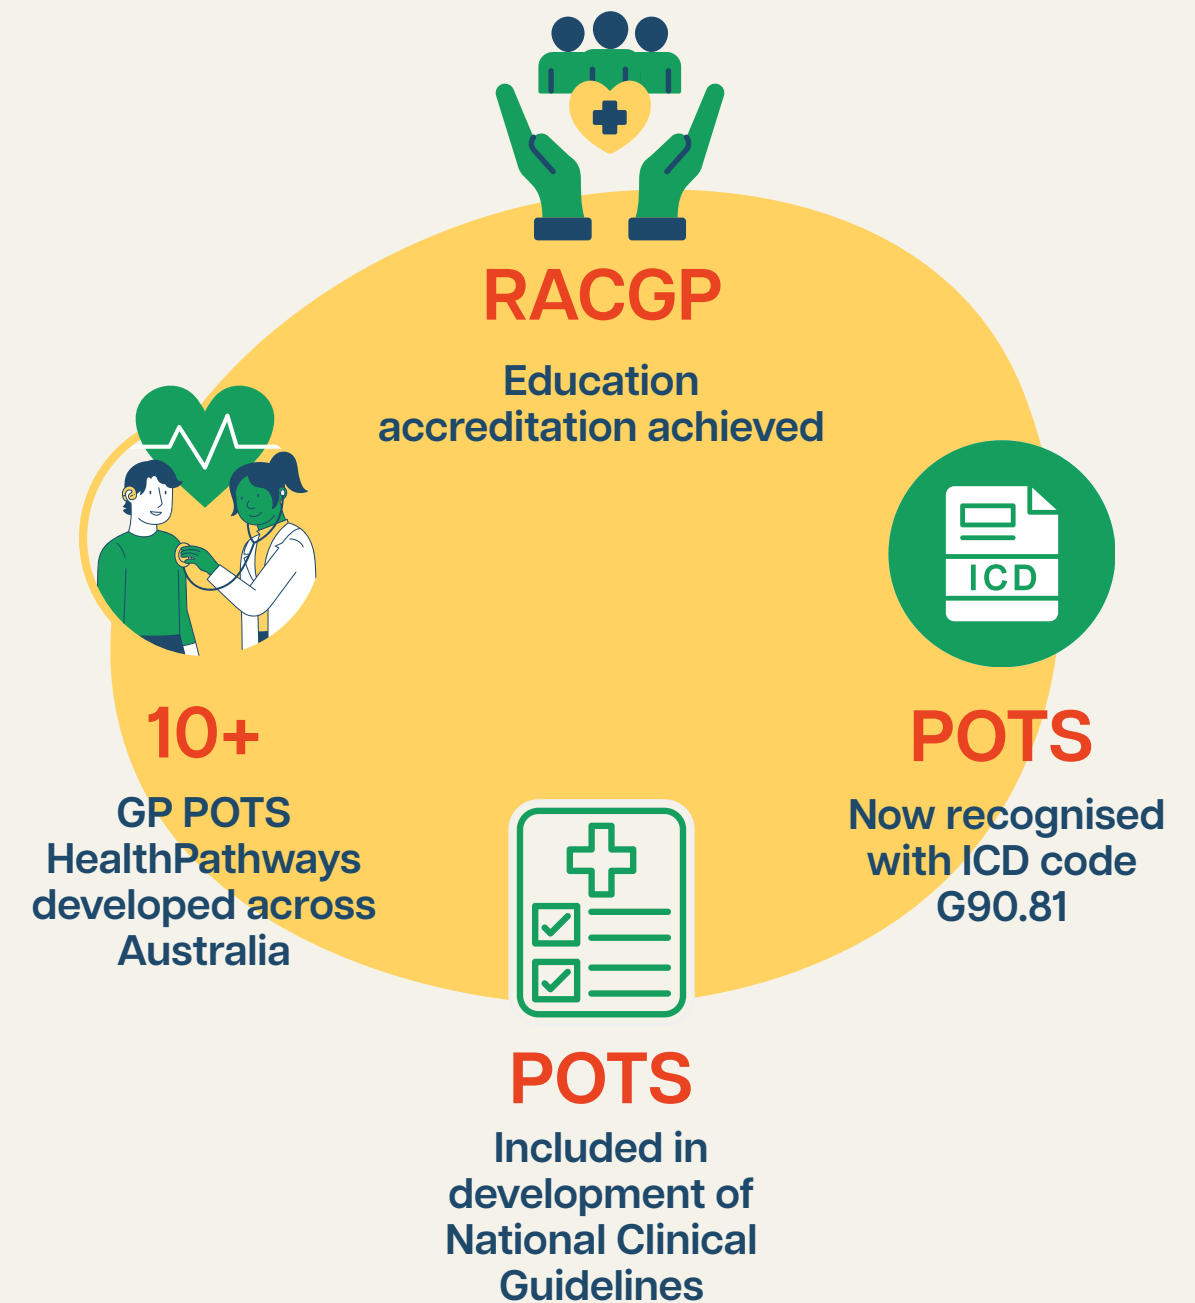 RACGP
Education
accreditation achieved
ICD
10+
GP POTS
HealthPathways
developed across
Australia
POTS
Now recognised
with ICD code
G90.81
POTS
Included in
development of
National Clinical
Guidelines